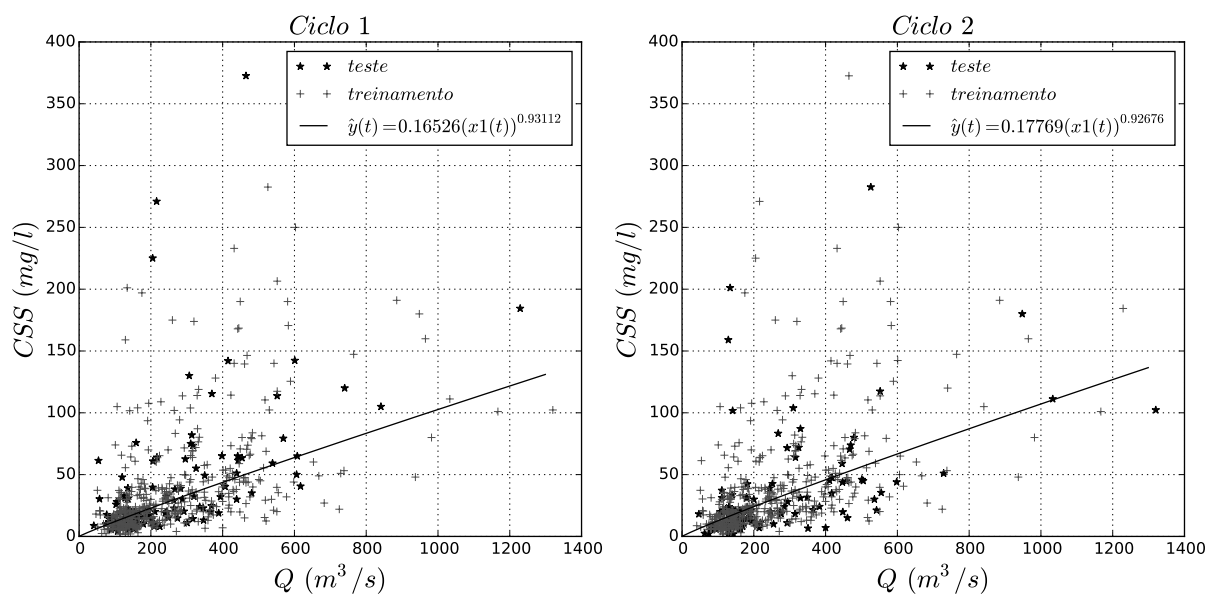 Ciclo 1
400
350
300
250
200
150
100
50
0
CSS (mg/l)
teste
treinamento
ŷ(t)=0.16526(x1(t))^0.93112
0 200 400 600 800 1000 1200 1400
Q (m³/s)
Ciclo 2
400
350
300
250
200
150
100
50
0
CSS (mg/l)
teste
treinamento
ŷ(t)=0.17769(x1(t))^0.92676
0 200 400 600 800 1000 1200 1400
Q (m³/s)